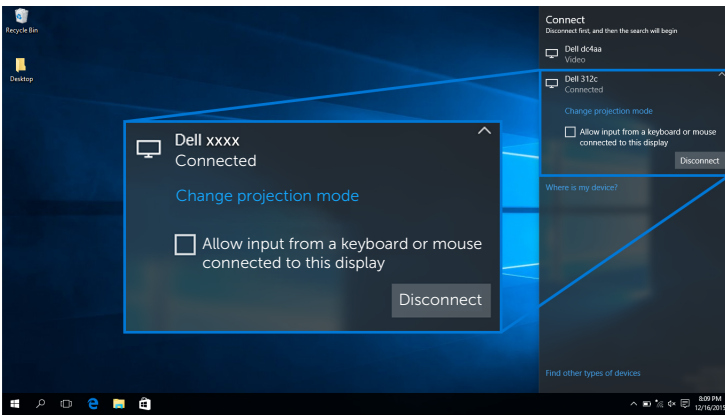 Recycle Bin
Desktop
Dell xxxx
Connected
Change projection mode
Allow input from a keyboard or mouse
connected to this display
Disconnect
Connect
Disconnect first, and then the search will begin
Dell dc4aa
Video
Dell 312c
Connected
Change projection mode
Allow input from a keyboard or mouse
connected to this display
Disconnect
Where is my device?
Find other types of devices
8:09 PM
12/16/2015